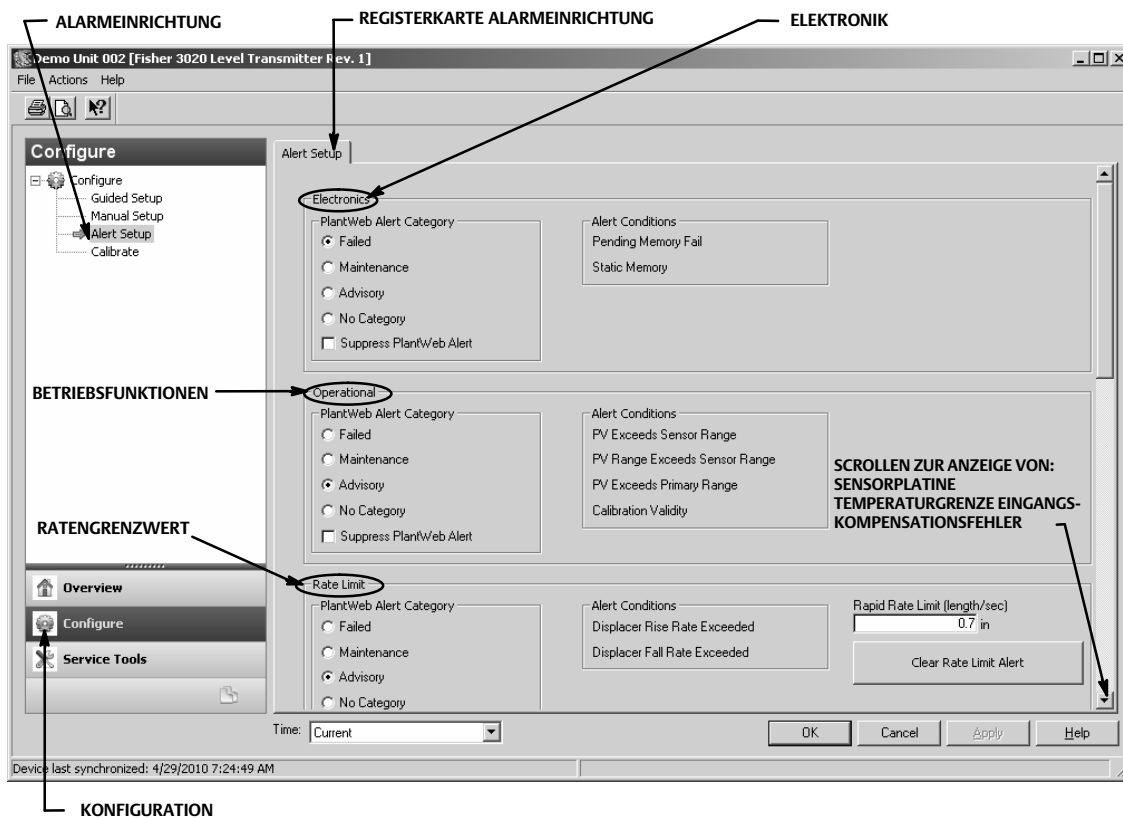 ALARMEINRICHTUNG
REGISTERKARTE ALARMEINRICHTUNG
ELEKTRONIK
Demo Unit 002 [Fisher 3020 Level Transmitter Rev. 1]
File Actions Help
Configure
Configure
Guided Setup
Manual Setup
Alert Setup
Calibrate
Alert Setup
Electronics
PlantWeb Alert Category
Failed
Maintenance
Advisory
No Category
Suppress PlantWeb Alert
Alert Conditions
Pending Memory Fail
Static Memory
BETRIEBSFUNKTIONEN
Operational
PlantWeb Alert Category
Failed
Maintenance
Advisory
No Category
Suppress PlantWeb Alert
Alert Conditions
PV Exceeds Sensor Range
PV Range Exceeds Sensor Range
PV Exceeds Primary Range
Calibration Validity
SCROLLEN ZUR ANZEIGE VON:
SENSORPLATINE
TEMPERATURGRENZE EINGANGS-
KOMPENSATIONSFEHLER
RATENGRENZWERT
Rate Limit
PlantWeb Alert Category
Failed
Maintenance
Advisory
No Category
Alert Conditions
Displacer Rise Rate Exceeded
Displacer Fall Rate Exceeded
Rapid Rate Limit (length/sec)
0.7 in
Clear Rate Limit Alert
Overview
Configure
Service Tools
Time: Current
OK Cancel Apply Help
Device last synchronized: 4/29/2010 7:24:49 AM
KONFIGURATION